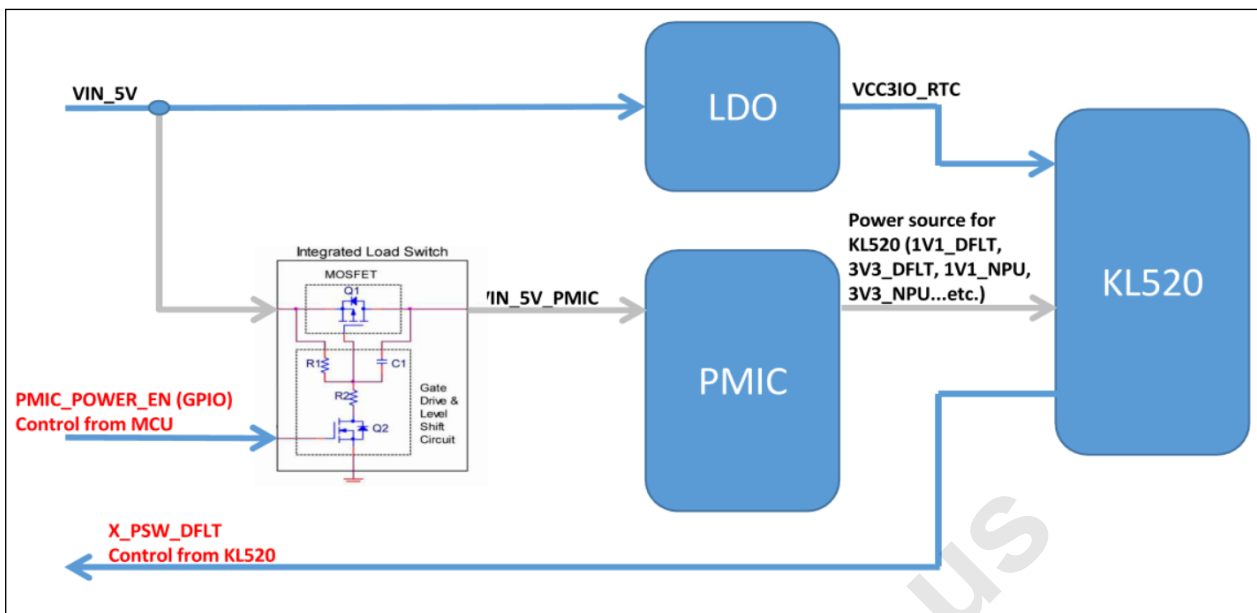 VIN_5V
LDO
VCC3IO_RTC
KL520
Integrated Load Switch
MOSFET
Q1
R1
C1
R2
Q2
Gate
Drive &
Level
Shift
Circuit
VIN_5V_PMIC
PMIC
Power source for
KL520 (1V1_DFLT,
3V3_DFLT, 1V1_NPU,
3V3_NPU...etc.)
PMIC_POWER_EN (GPIO)
Control from MCU
X_PSW_DFLT
Control from KL520
us